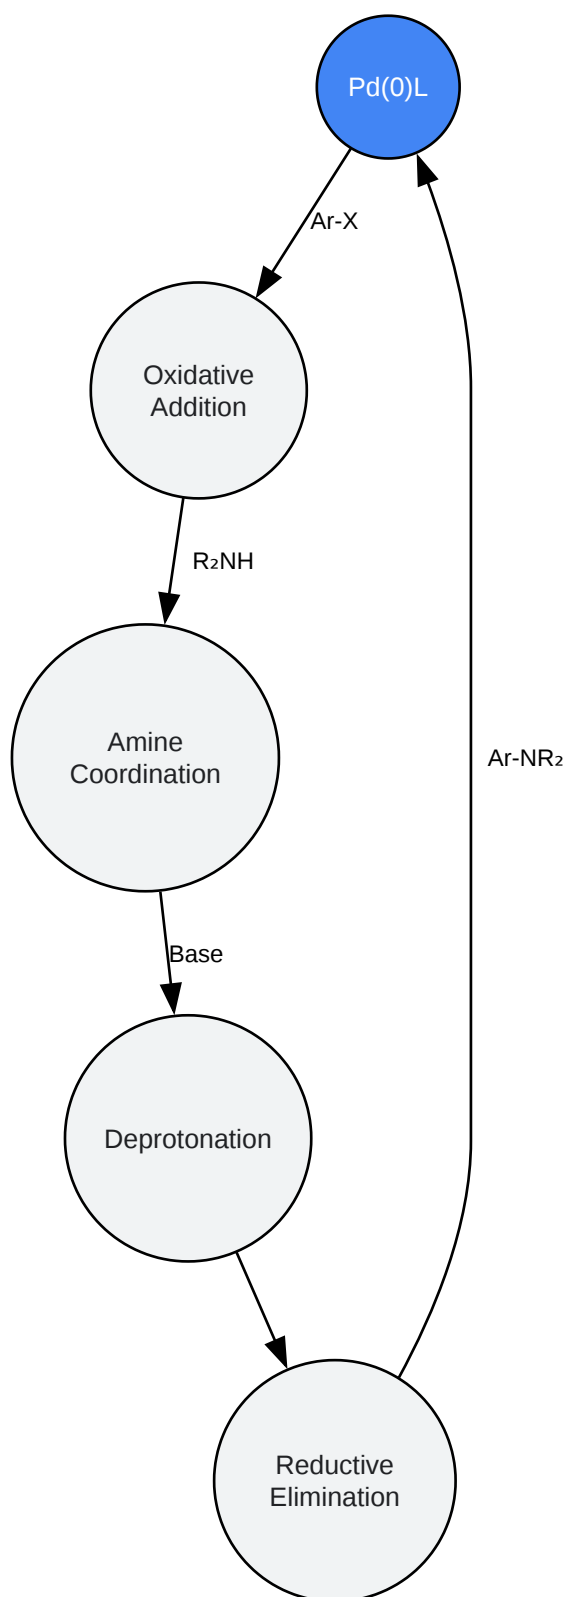 Pd(0)L
Ar-X
Oxidative
Addition
R₂NH
Amine
Coordination
Ar-NR₂
Base
Deprotonation
Reductive
Elimination